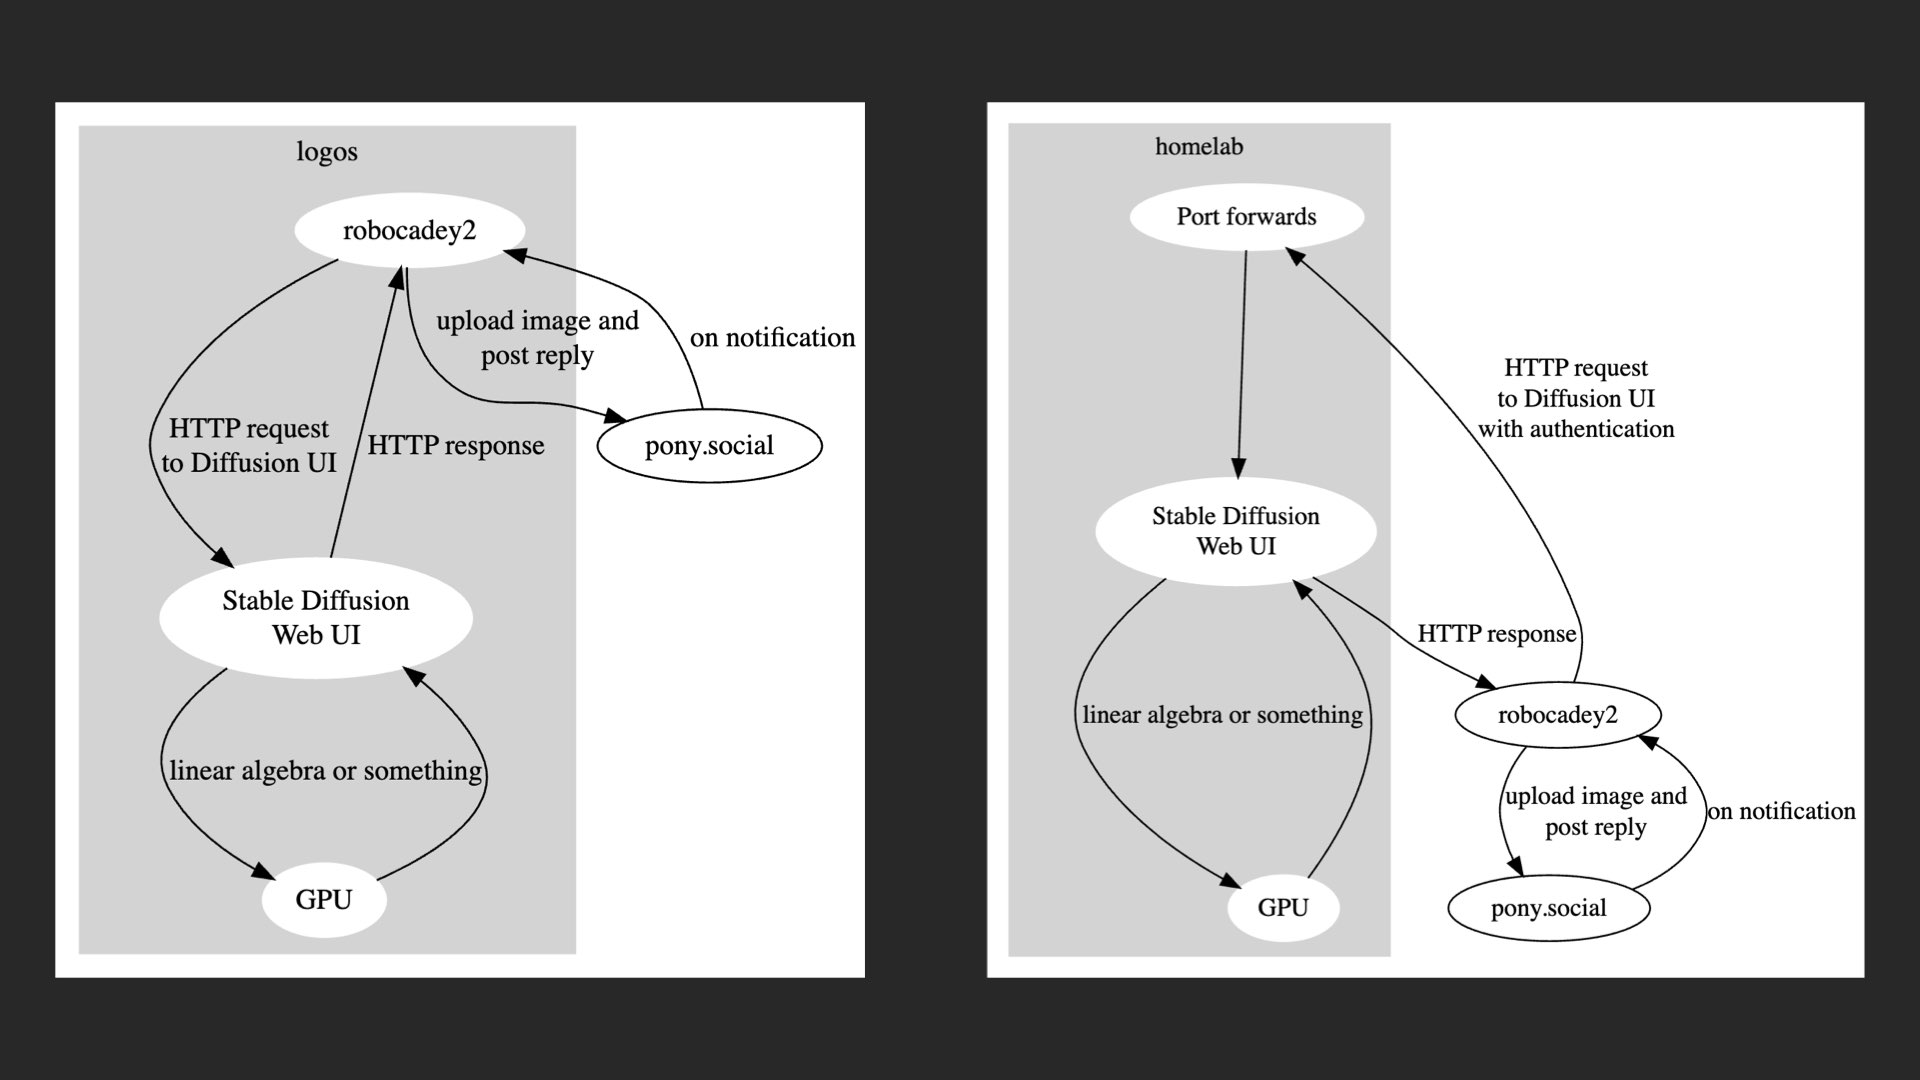 logos
robocadey2
upload image and
post reply
on notification
HTTP request
to Diffusion UI
HTTP response
pony.social
Stable Diffusion
Web UI
linear algebra or something
GPU
homelab
Port forwards
HTTP request
to Diffusion UI
with authentication
Stable Diffusion
Web UI
HTTP response
linear algebra or something
robocadey2
upload image and
post reply
on notification
GPU
pony.social